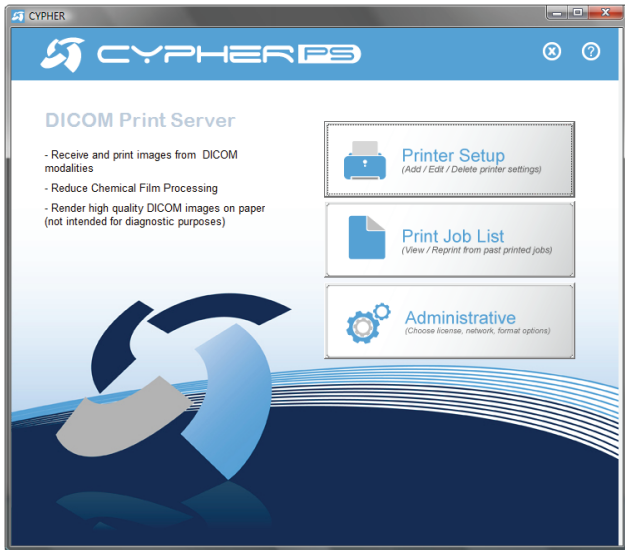 CYPHER
CYPHER PS
x ?
DICOM Print Server
- Receive and print images from DICOM
modalities
- Reduce Chemical Film Processing
- Render high quality DICOM images on paper
(not intended for diagnostic purposes)
Printer Setup
(Add / Edit / Delete printer settings)
Print Job List
(View / Reprint from past printed jobs)
Administrative
(Choose license, network, format options)